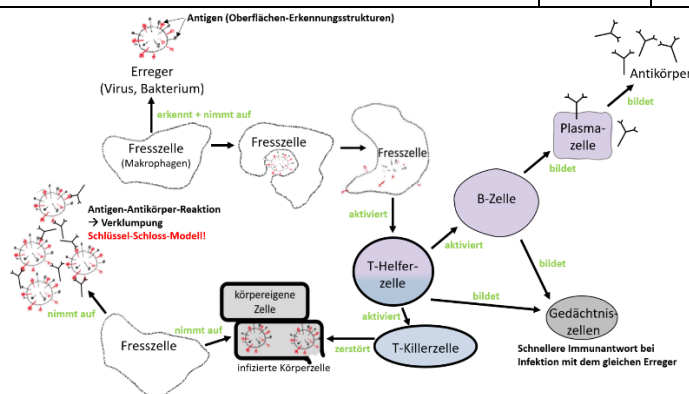 Antigen (Oberflächen-Erkennungsstrukturen)
Erreger
(Virus, Bakterium)
erkennt + nimmt auf
Fresszelle
(Makrophagen)
Fresszelle
Fresszelle
Antikörper
bildet
Plasma-
zelle
bildet
B-Zelle
aktiviert
aktiviert
T-Helfer-
zelle
bildet
bildet
Gedächtnis-
zellen
Schnellere Immunantwort bei
Infektion mit dem gleichen Erreger
aktiviert
T-Killerzelle
zerstört
körpereigene
Zelle
infizierte Körperzelle
nimmt auf
Fresszelle
nimmt auf
Antigen-Antikörper-Reaktion
→ Verklumpung
Schlüssel-Schloss-Modell!